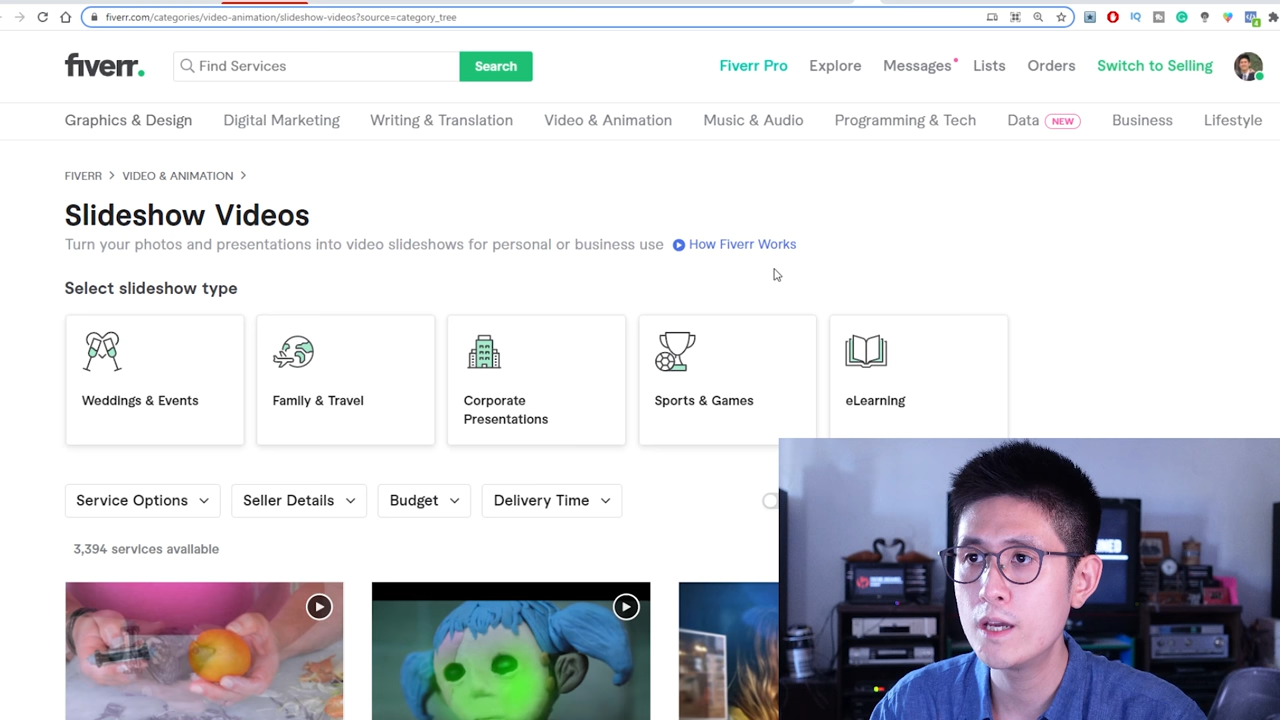 fiverr.com/categories/video-animation/slideshow-videos?source=category_tree
fiverr.
Find Services
Search
Fiverr Pro
Explore
Messages
Lists
Orders
Switch to Selling
Graphics & Design
Digital Marketing
Writing & Translation
Video & Animation
Music & Audio
Programming & Tech
Data NEW
Business
Lifestyle
FIVERR > VIDEO & ANIMATION >
Slideshow Videos
Turn your photos and presentations into video slideshows for personal or business use
How Fiverr Works
Select slideshow type
Weddings & Events
Family & Travel
Corporate
Presentations
Sports & Games
eLearning
Service Options
Seller Details
Budget
Delivery Time
3,394 services available